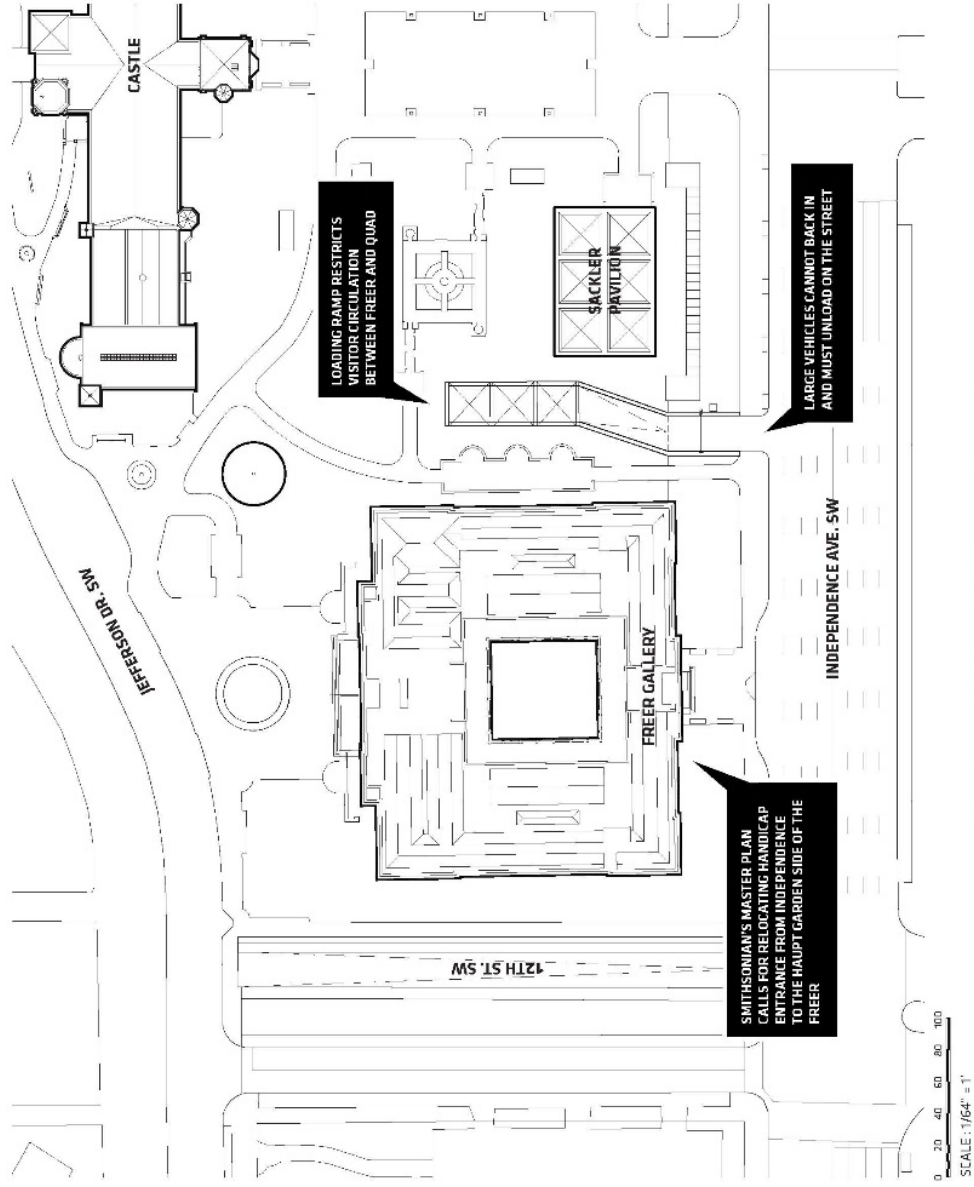 CASTLE
LOADING RAMP RESTRICTS
VISITOR CIRCULATION
BETWEEN FREER AND QUAD
SACKLER
PAVILION
LARGE VEHICLES CANNOT BACK IN
AND MUST UNLOAD ON THE STREET
JEFFERSON DR. SW
FREER GALLERY
INDEPENDENCE AVE. SW
12TH ST. SW
SMITHSONIAN'S MASTER PLAN
CALLS FOR RELOCATING HANDICAP
ENTRANCE FROM INDEPENDENCE
TO THE HAUPT GARDEN SIDE OF THE
FREER
0 20 40 60 80 100
SCALE : 1/64" = 1'